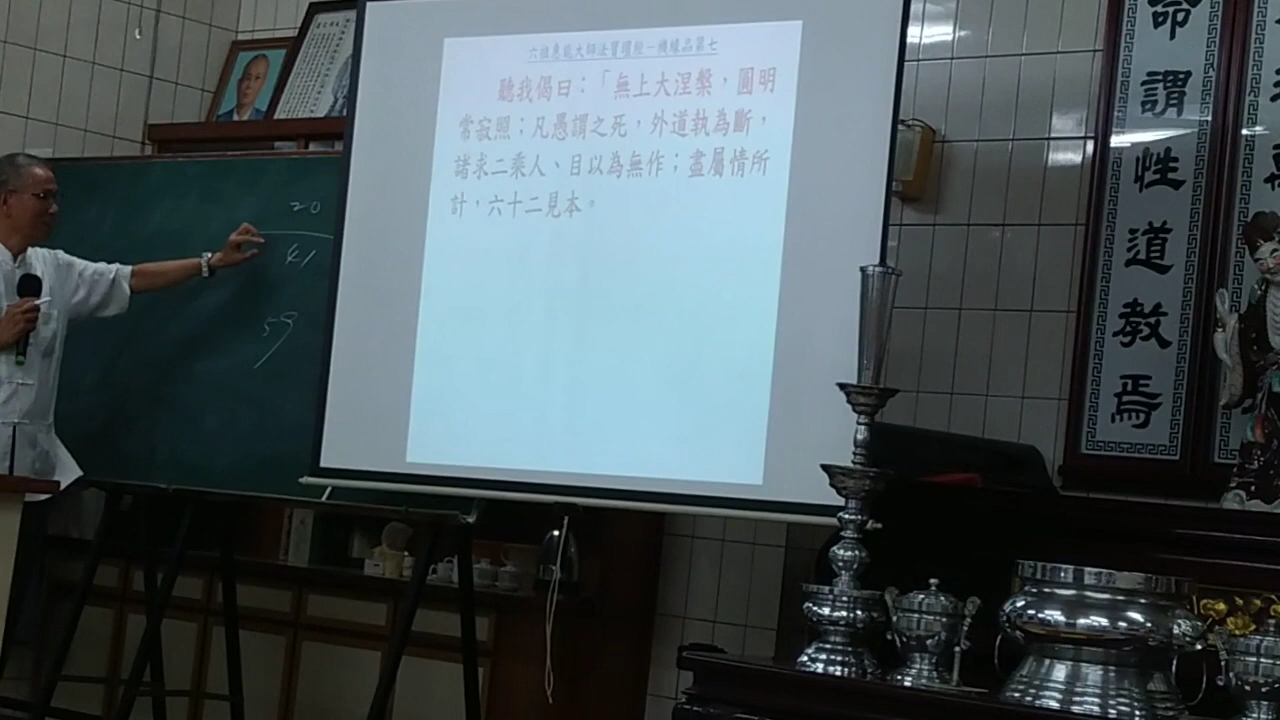 六祖惠能大師法寶壇經－機緣品第七
聽我偈曰：「無上大涅槃，圓明
常寂照；凡愚謂之死，外道執為斷，
諸求二乘人、目以為無作；盡屬情所
計，六十二見本。
20
41
59
命謂性道教焉